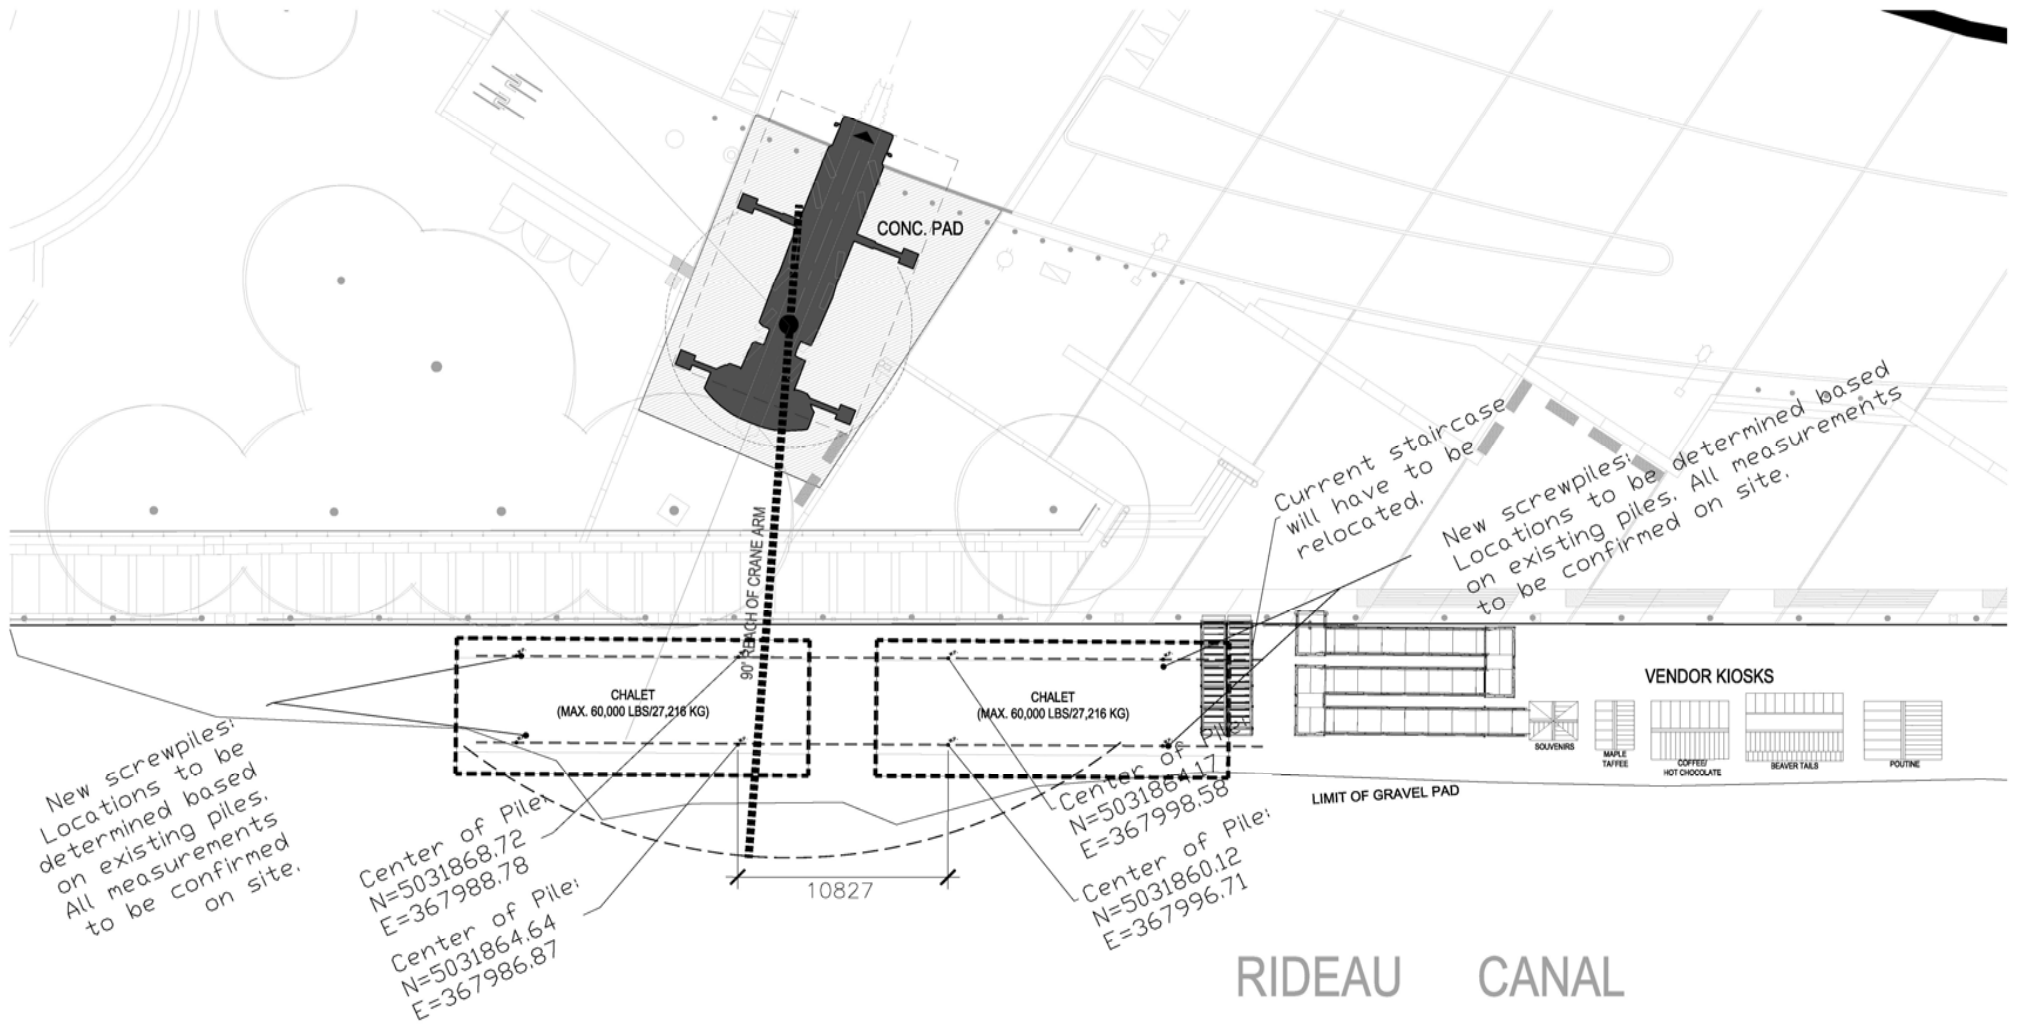 CONC. PAD
90° REACH OF CRANE ARM
Current staircase
will have to be
relocated.
New screwpiles:
Locations to be determined based
on existing piles. All measurements
to be confirmed on site.
CHALET
(MAX. 60,000 LBS/27,216 KG)
CHALET
(MAX. 60,000 LBS/27,216 KG)
VENDOR KIOSKS
SOUVENIRS
MAPLE
TAFFEE
COFFEE/
HOT CHOCOLATE
BEAVER TAILS
POUTINE
LIMIT OF GRAVEL PAD
New screwpiles:
Locations to be
determined based
on existing piles.
All measurements
to be confirmed
on site.
Center of Pile:
N=5031868.72
E=367988.78
Center of Pile:
N=5031864.64
E=367986.87
10827
Center of Pile:
N=5031864.17
E=367998.58
Center of Pile:
N=5031860.12
E=367996.71
RIDEAU CANAL